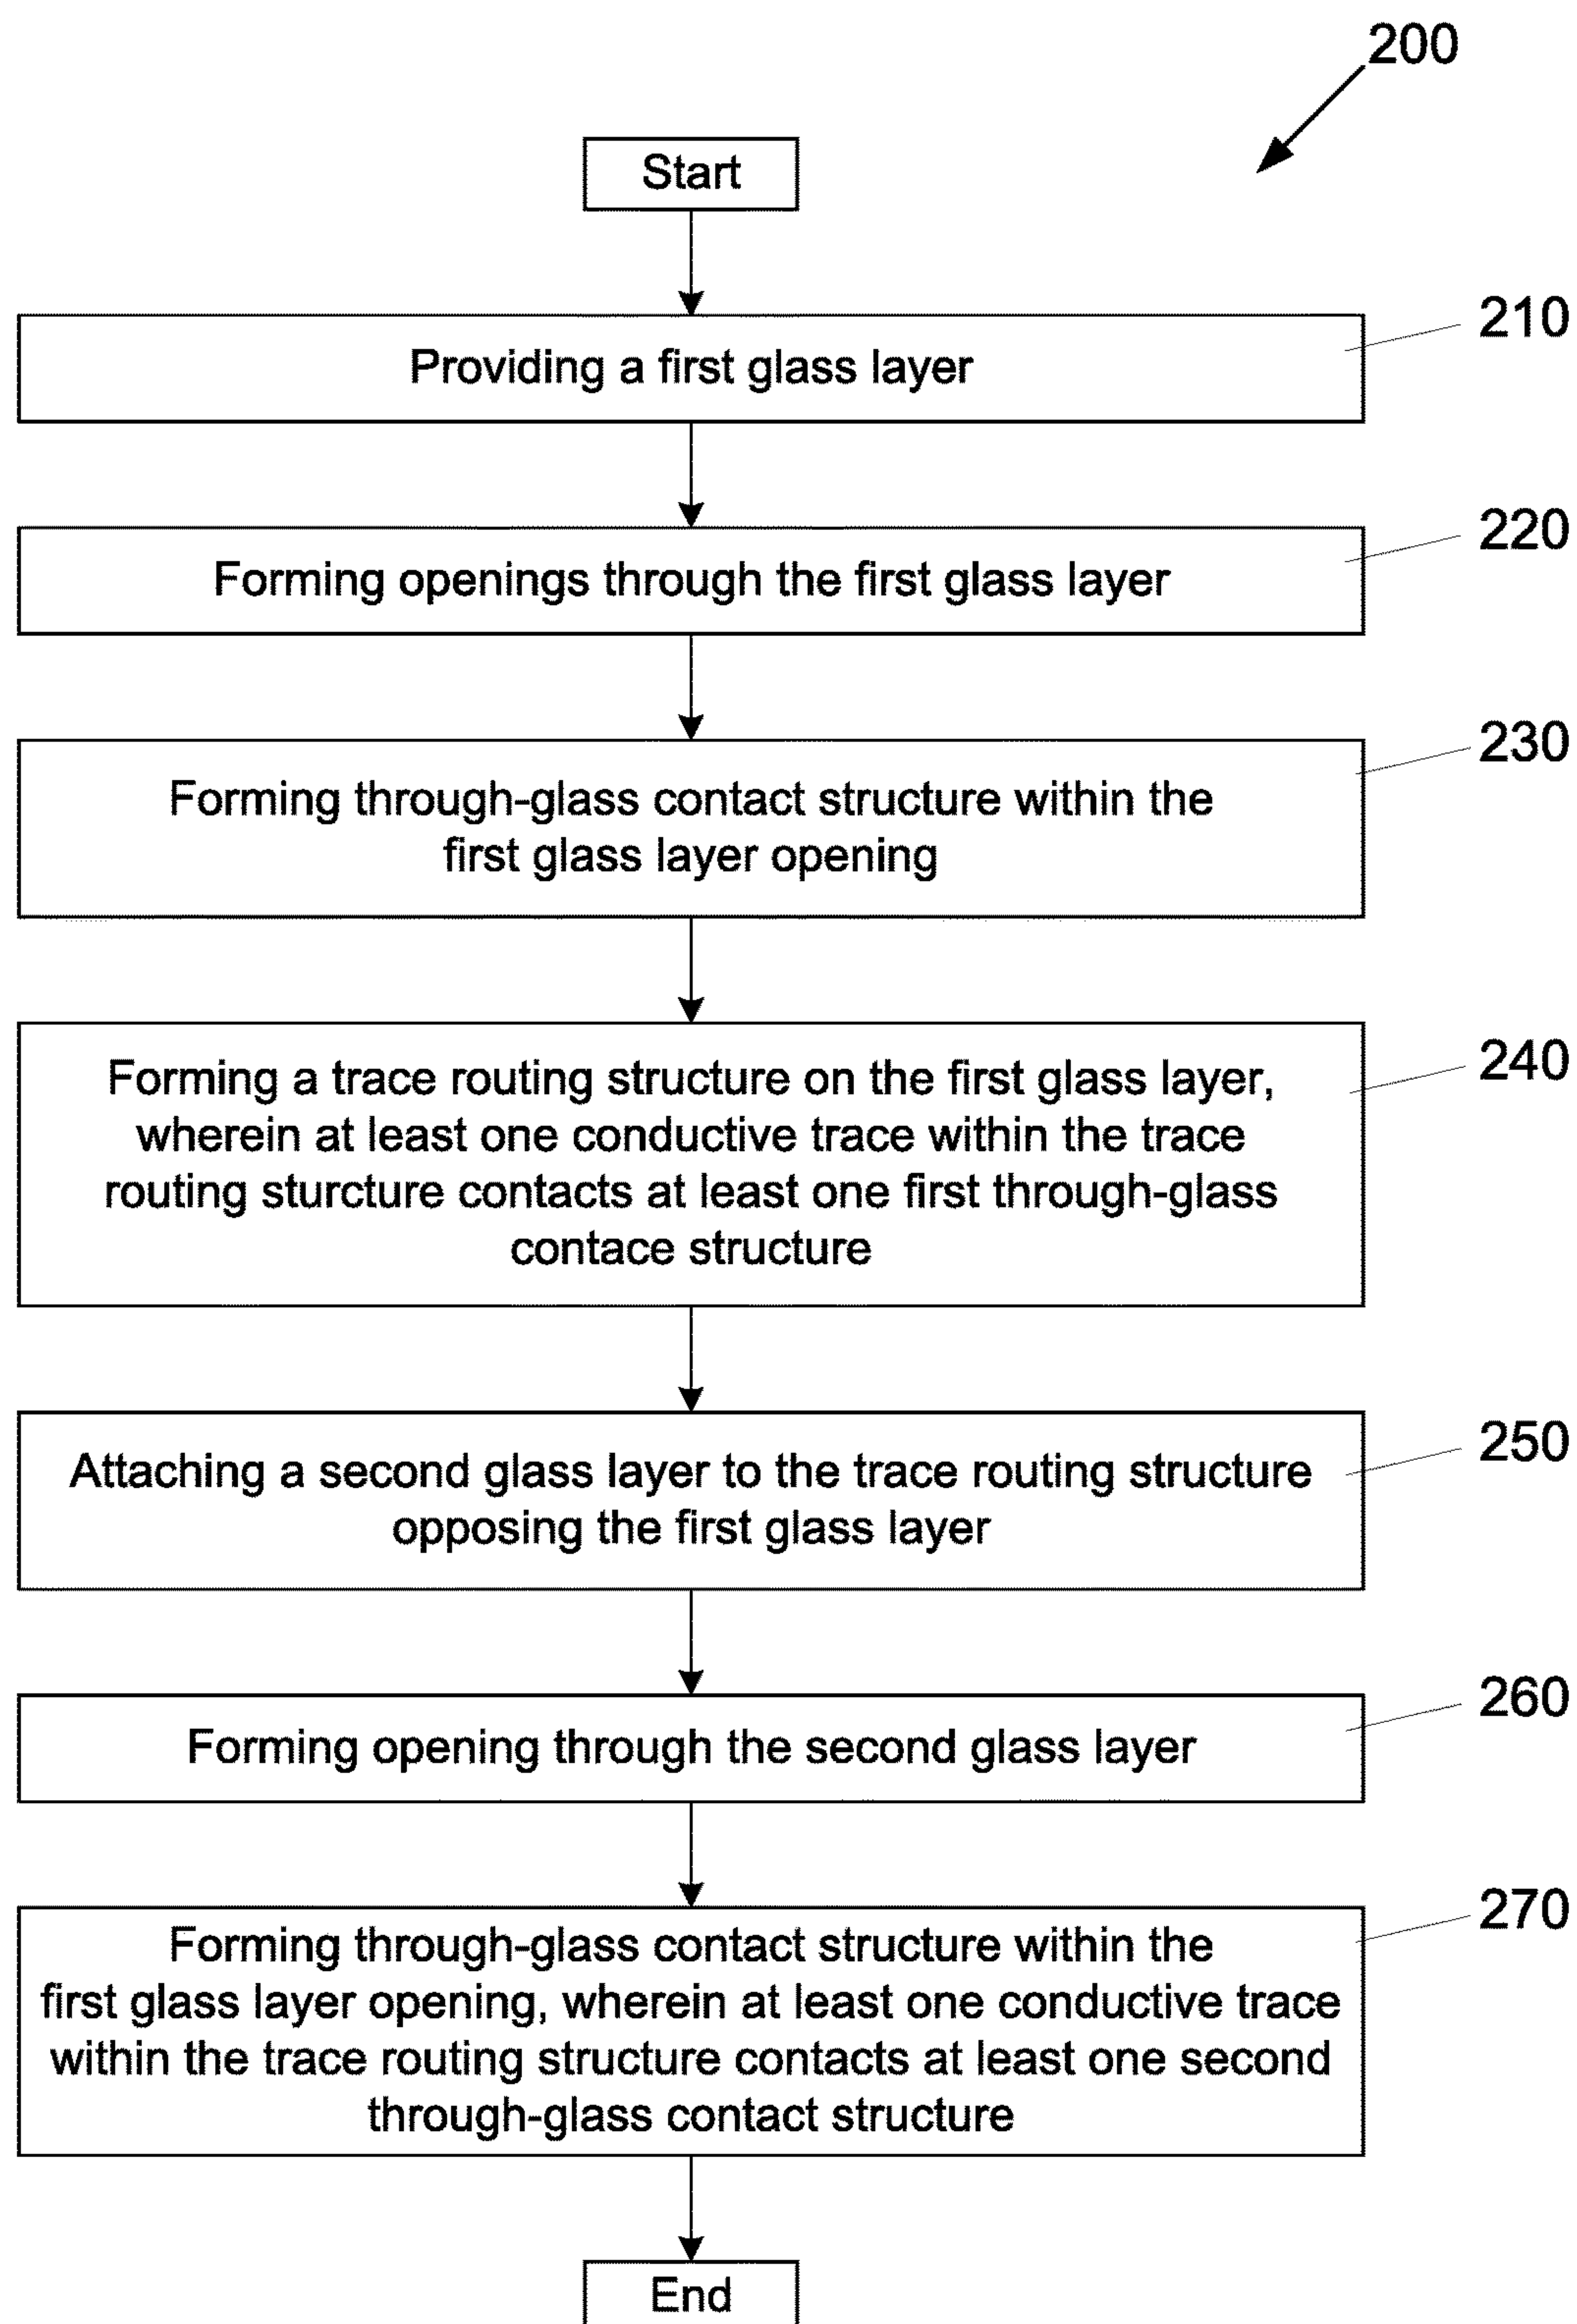 200
Start
210
Providing a first glass layer
220
Forming openings through the first glass layer
230
Forming through-glass contact structure within the
first glass layer opening
240
Forming a trace routing structure on the first glass layer,
wherein at least one conductive trace within the trace
routing sturcture contacts at least one first through-glass
contace structure
250
Attaching a second glass layer to the trace routing structure
opposing the first glass layer
260
Forming opening through the second glass layer
270
Forming through-glass contact structure within the
first glass layer opening, wherein at least one conductive trace
within the trace routing structure contacts at least one second
through-glass contact structure
End